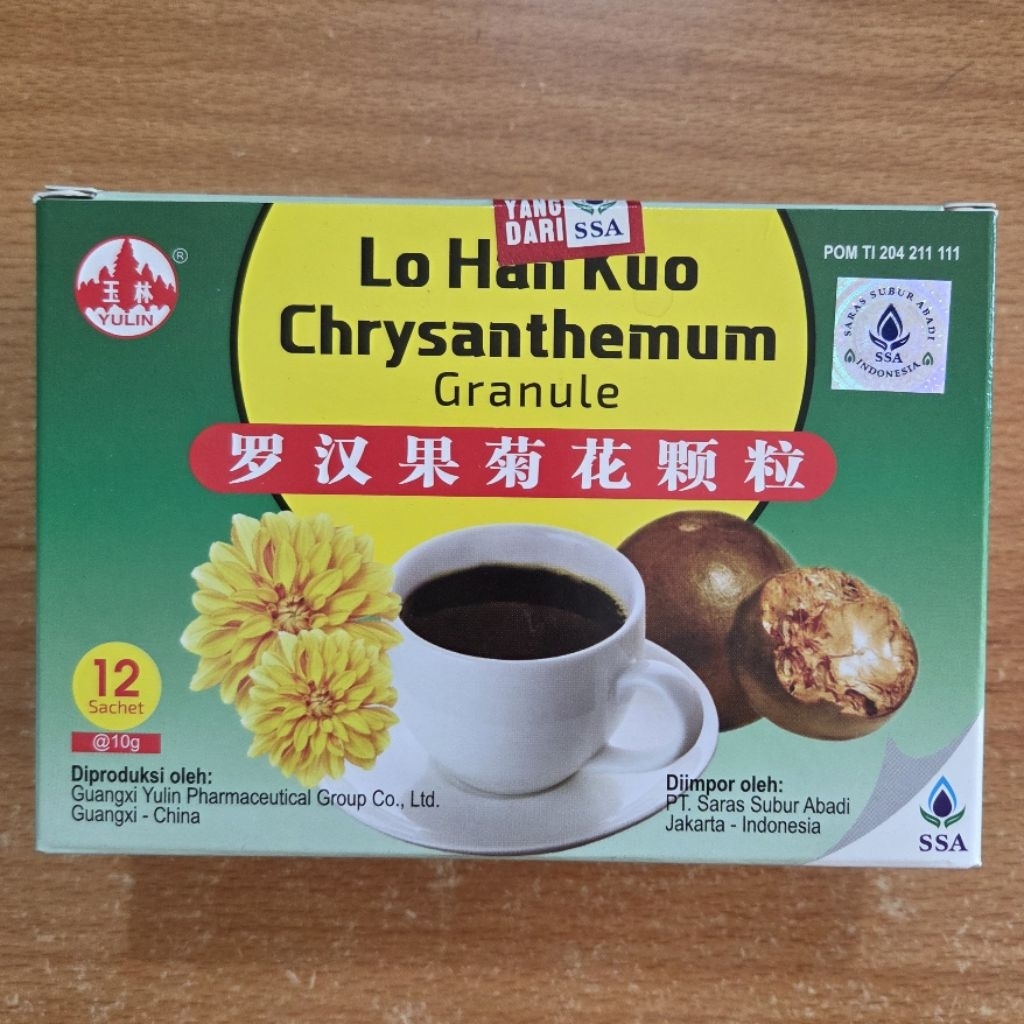 YANG
DARI SSA
玉林
YULIN
®
POM TI 204 211 111
Lo Han Kuo
Chrysanthemum
Granule
SARAS SUBUR ABADI
SSA
INDONESIA
罗汉果菊花颗粒
12
Sachet
@10g
Diproduksi oleh:
Guangxi Yulin Pharmaceutical Group Co., Ltd.
Guangxi - China
Diimpor oleh:
PT. Saras Subur Abadi
Jakarta - Indonesia
SSA